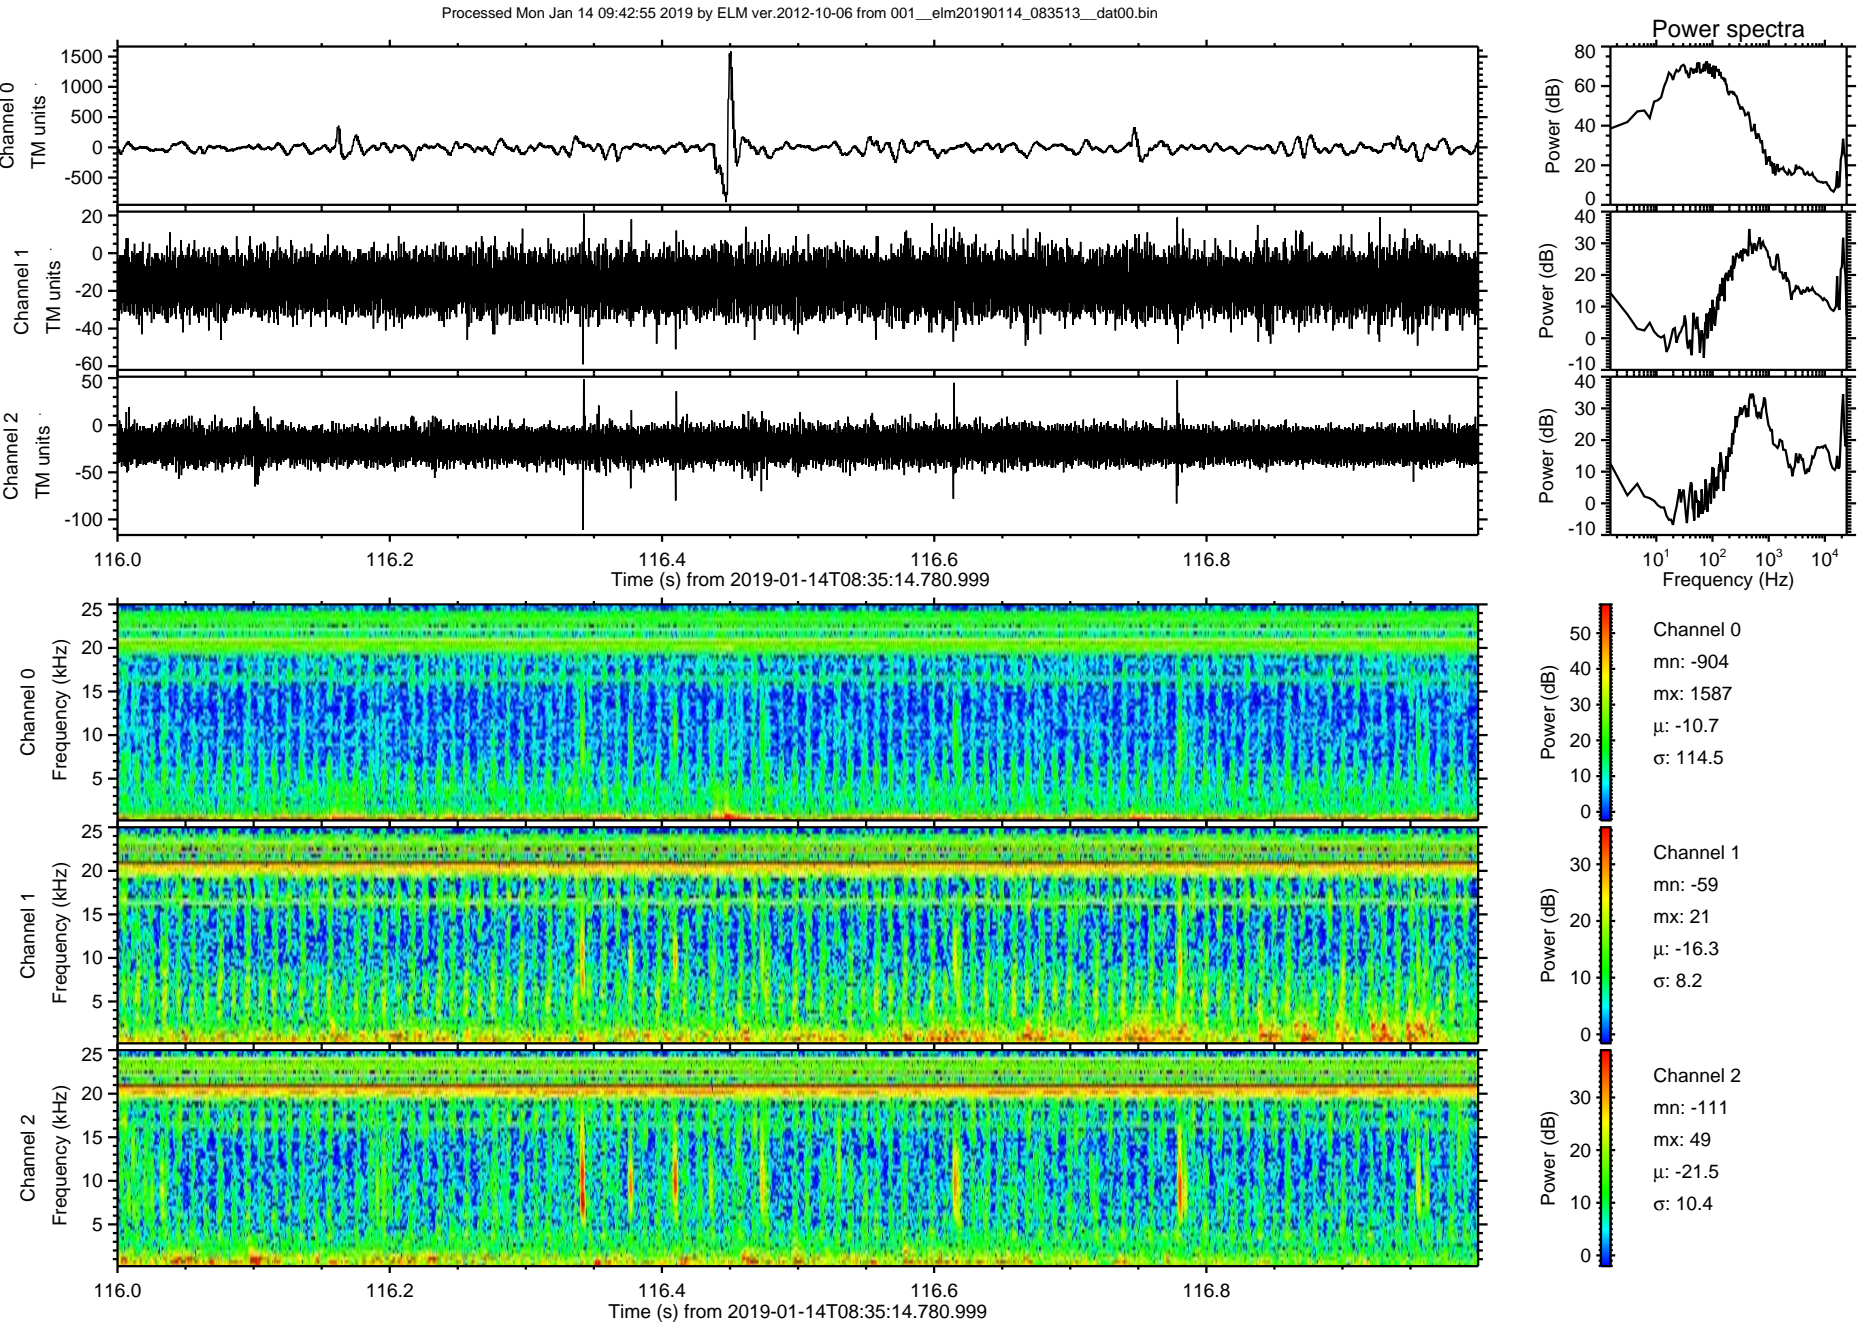 Processed Mon Jan 14 09:42:55 2019 by ELM ver.2012-10-06 from 001__elm20190114_083513__dat00.bin
Power spectra
Channel 0
TM units
1500
1000
500
0
-500
Power (dB)
80
60
40
20
0
Channel 1
TM units
20
0
-20
-40
-60
Power (dB)
40
30
20
10
0
-10
Channel 2
TM units
50
0
-50
-100
Power (dB)
40
30
20
10
0
-10
116.0 116.2 116.4 116.6 116.8
Time (s) from 2019-01-14T08:35:14.780.999
10¹ 10² 10³ 10⁴
Frequency (Hz)
Channel 0
Frequency (kHz)
25
20
15
10
5
Power (dB)
50
40
30
20
10
0
Channel 0
mn: -904
mx: 1587
µ: -10.7
σ: 114.5
Channel 1
Frequency (kHz)
25
20
15
10
5
Power (dB)
30
20
10
0
Channel 1
mn: -59
mx: 21
µ: -16.3
σ: 8.2
Channel 2
Frequency (kHz)
25
20
15
10
5
Power (dB)
30
20
10
0
Channel 2
mn: -111
mx: 49
µ: -21.5
σ: 10.4
116.0 116.2 116.4 116.6 116.8
Time (s) from 2019-01-14T08:35:14.780.999